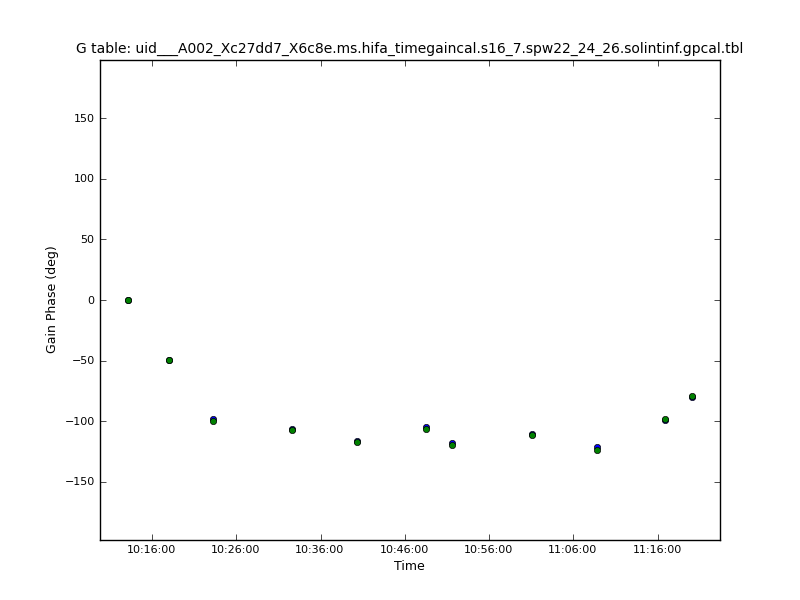 G table: uid___A002_Xc27dd7_X6c8e.ms.hifa_timegaincal.s16_7.spw22_24_26.solintinf.gpcal.tbl
150
100
50
0
−50
−100
−150
Gain Phase (deg)
10:16:00 10:26:00 10:36:00 10:46:00 10:56:00 11:06:00 11:16:00
Time